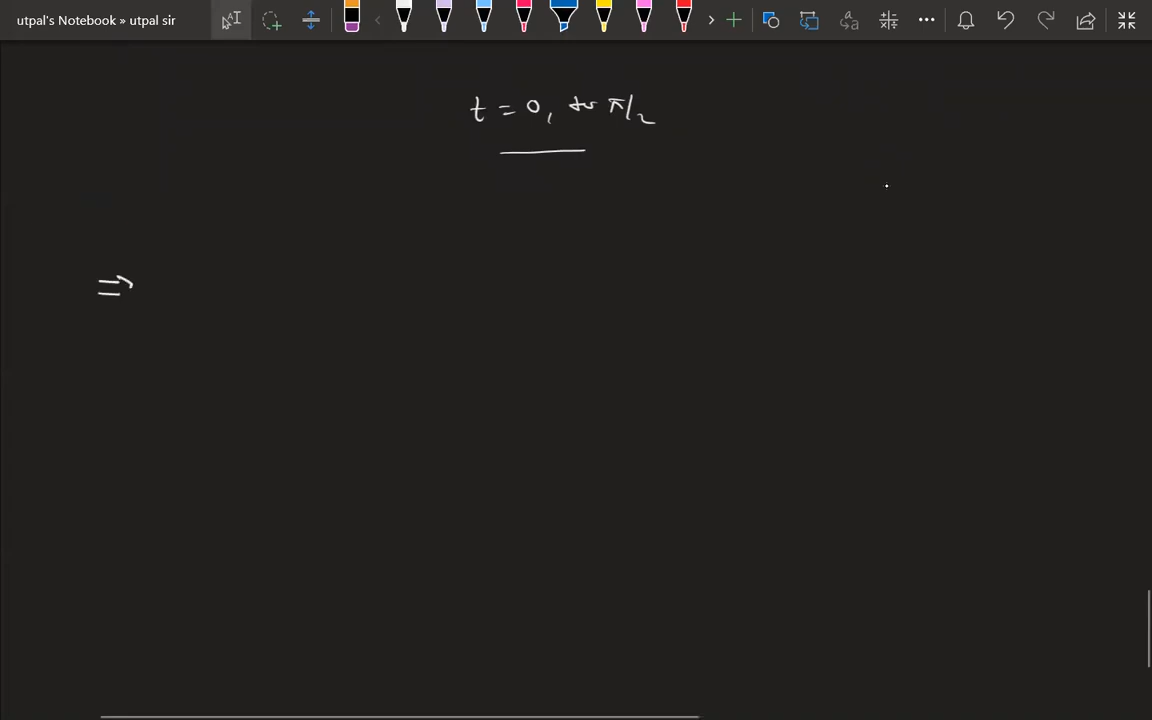 utpal's Notebook » utpal sir
t = 0, to π/2
⇒